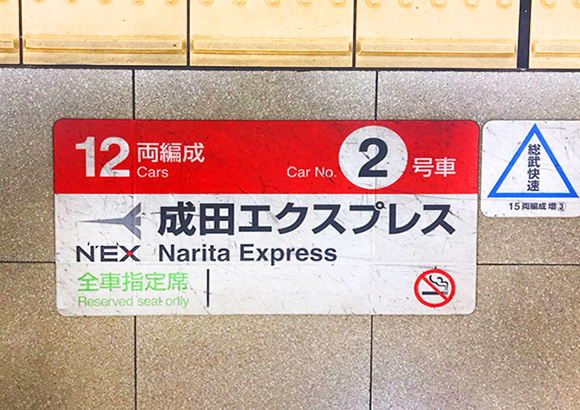 12 両編成 Cars
Car No. 2 号車
成田エクスプレス
N'EX Narita Express
全車指定席
Reserved seat only
総武快速
15両編成 増③